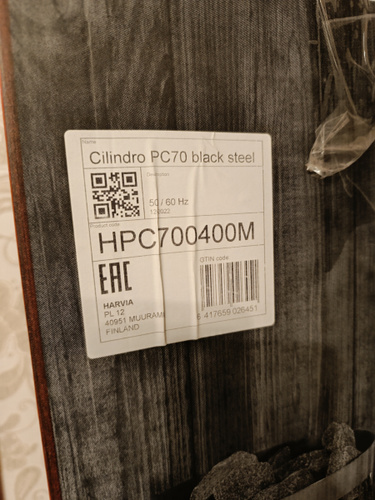 Name
Cilindro PC70 black steel
Description
50 / 60 Hz
Product code
HPC700400M
EAC
GTIN code
HARVIA
PL 12
40951 MUURAME
FINLAND
6 417659 026451